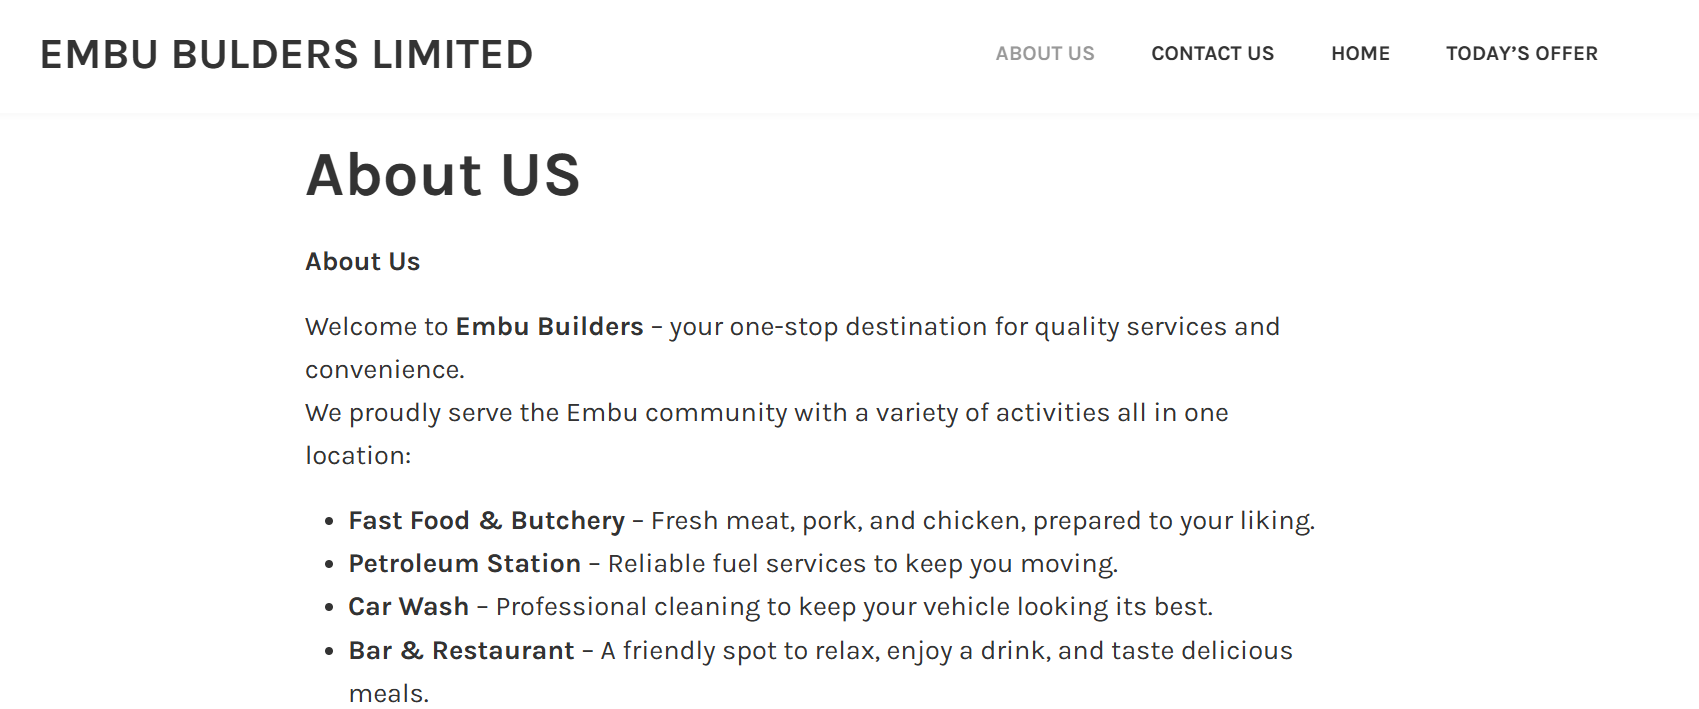 EMBU BULDERS LIMITED
ABOUT US CONTACT US HOME TODAY’S OFFER
About US
About Us
Welcome to Embu Builders – your one-stop destination for quality services and
convenience.
We proudly serve the Embu community with a variety of activities all in one
location:
• Fast Food & Butchery – Fresh meat, pork, and chicken, prepared to your liking.
• Petroleum Station – Reliable fuel services to keep you moving.
• Car Wash – Professional cleaning to keep your vehicle looking its best.
• Bar & Restaurant – A friendly spot to relax, enjoy a drink, and taste delicious
meals.